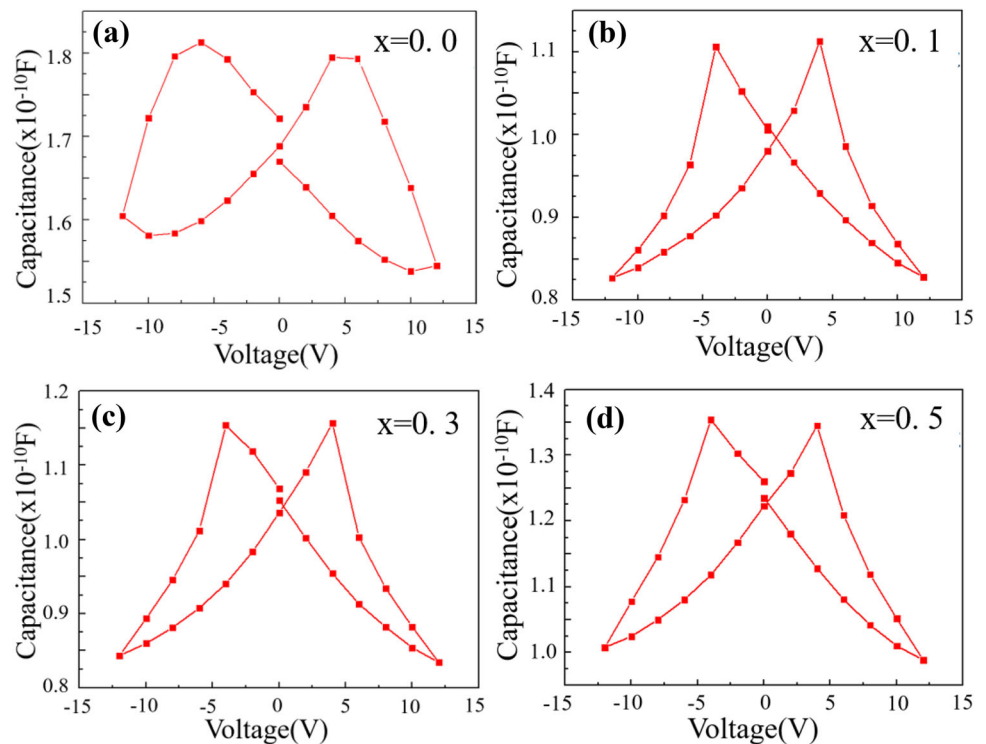 (a)
x=0. 0
Capacitance(x10⁻¹⁰F)
1.8
1.7
1.6
1.5
-15 -10 -5 0 5 10 15
Voltage(V)
(b)
x=0. 1
Capacitance(x10⁻¹⁰F)
1.1
1.0
0.9
0.8
-15 -10 -5 0 5 10 15
Voltage(V)
(c)
x=0. 3
Capacitance(x10⁻¹⁰F)
1.2
1.1
1.0
0.9
0.8
-15 -10 -5 0 5 10 15
Voltage(V)
(d)
x=0. 5
Capacitance(x10⁻¹⁰F)
1.4
1.3
1.2
1.1
1.0
-15 -10 -5 0 5 10 15
Voltage(V)